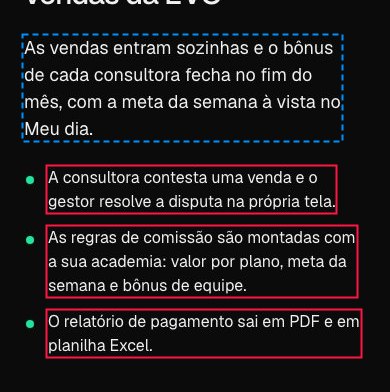 vendas da EVO
As vendas entram sozinhas e o bônus
de cada consultora fecha no fim do
mês, com a meta da semana à vista no
Meu dia.
A consultora contesta uma venda e o
gestor resolve a disputa na própria tela.
As regras de comissão são montadas com
a sua academia: valor por plano, meta da
semana e bônus de equipe.
O relatório de pagamento sai em PDF e em
planilha Excel.